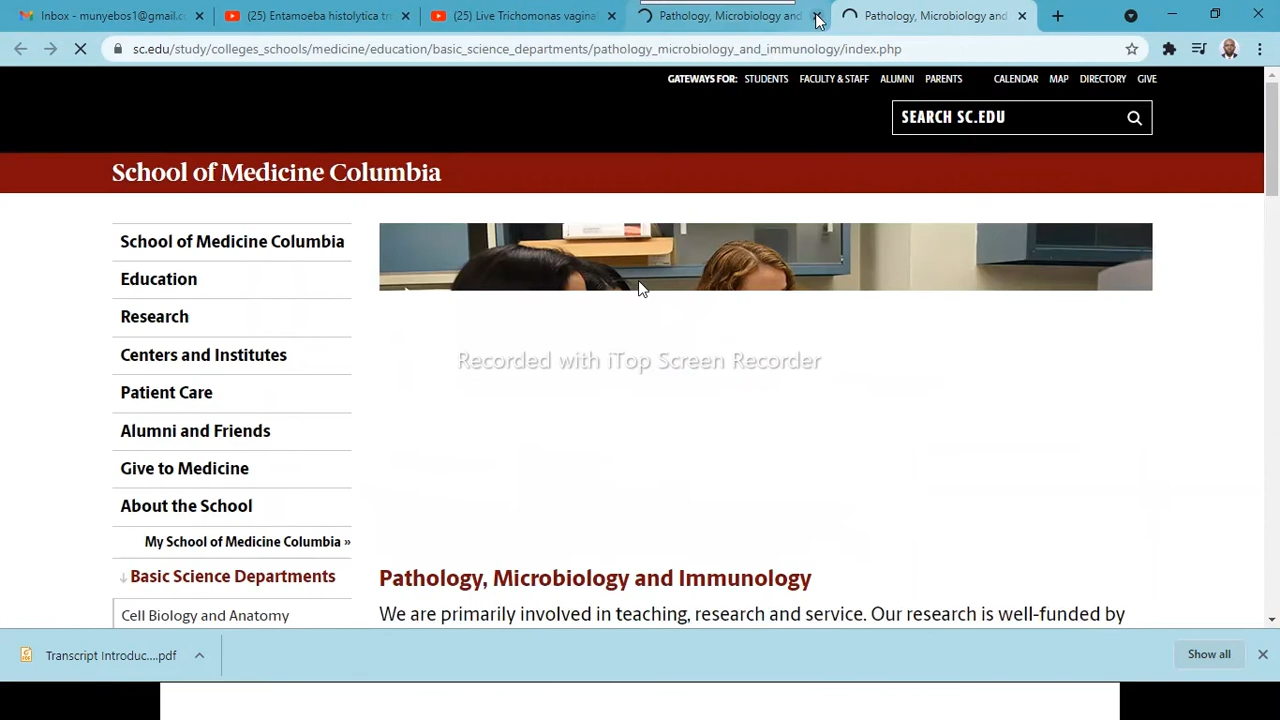 Inbox - munyebos1@gmail.c
(25) Entamoeba histolytica tr
(25) Live Trichomonas vaginal
Pathology, Microbiology and
Pathology, Microbiology and
sc.edu/study/colleges_schools/medicine/education/basic_science_departments/pathology_microbiology_and_immunology/index.php
GATEWAYS FOR: STUDENTS FACULTY & STAFF ALUMNI PARENTS CALENDAR MAP DIRECTORY GIVE
SEARCH SC.EDU
School of Medicine Columbia
School of Medicine Columbia
Education
Research
Centers and Institutes
Patient Care
Alumni and Friends
Give to Medicine
About the School
My School of Medicine Columbia »
Basic Science Departments
Cell Biology and Anatomy
Recorded with iTop Screen Recorder
Pathology, Microbiology and Immunology
We are primarily involved in teaching, research and service. Our research is well-funded by
Transcript Introduc....pdf
Show all